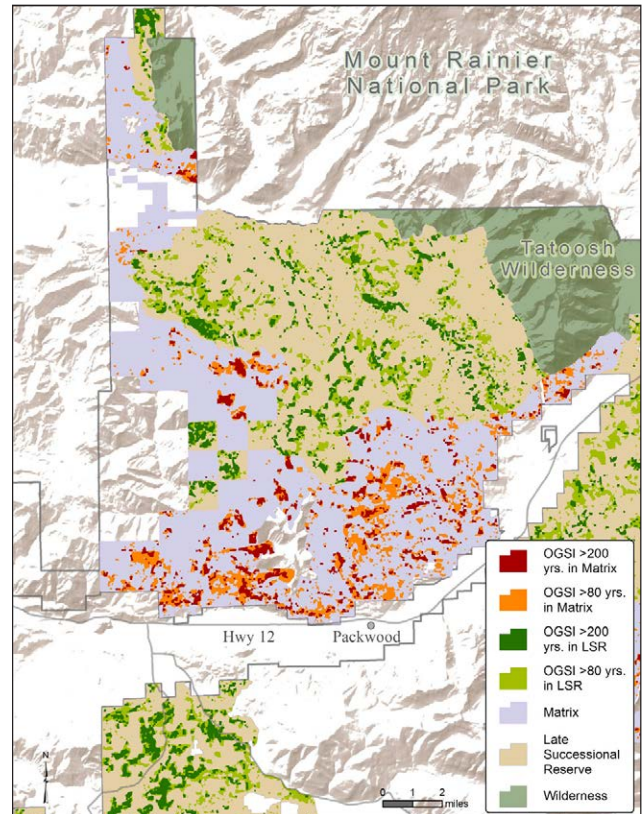 Mount Rainier
National Park
Tatoosh
Wilderness
Hwy 12
Packwood
OGSI >200
yrs. in Matrix
OGSI >80 yrs.
in Matrix
OGSI >200
yrs. in LSR
OGSI >80 yrs.
in LSR
Matrix
Late
Successional
Reserve
Wilderness
N
0 1 2
miles